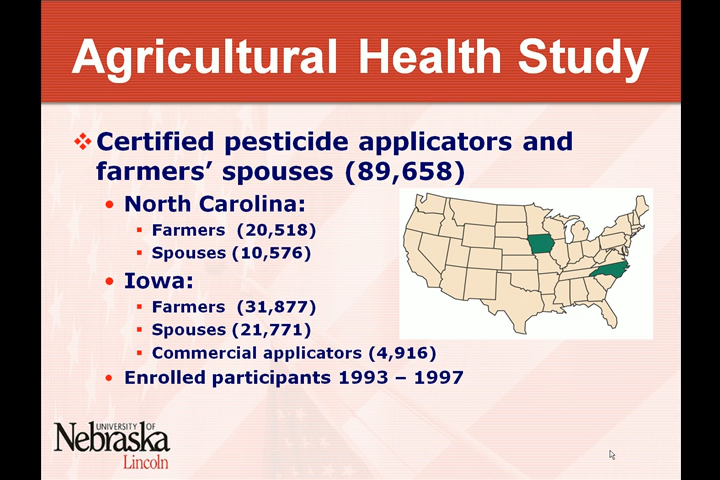 Agricultural Health Study
Certified pesticide applicators and
farmers’ spouses (89,658)
North Carolina:
Farmers (20,518)
Spouses (10,576)
Iowa:
Farmers (31,877)
Spouses (21,771)
Commercial applicators (4,916)
Enrolled participants 1993 – 1997
UNIVERSITY OF
Nebraska
Lincoln